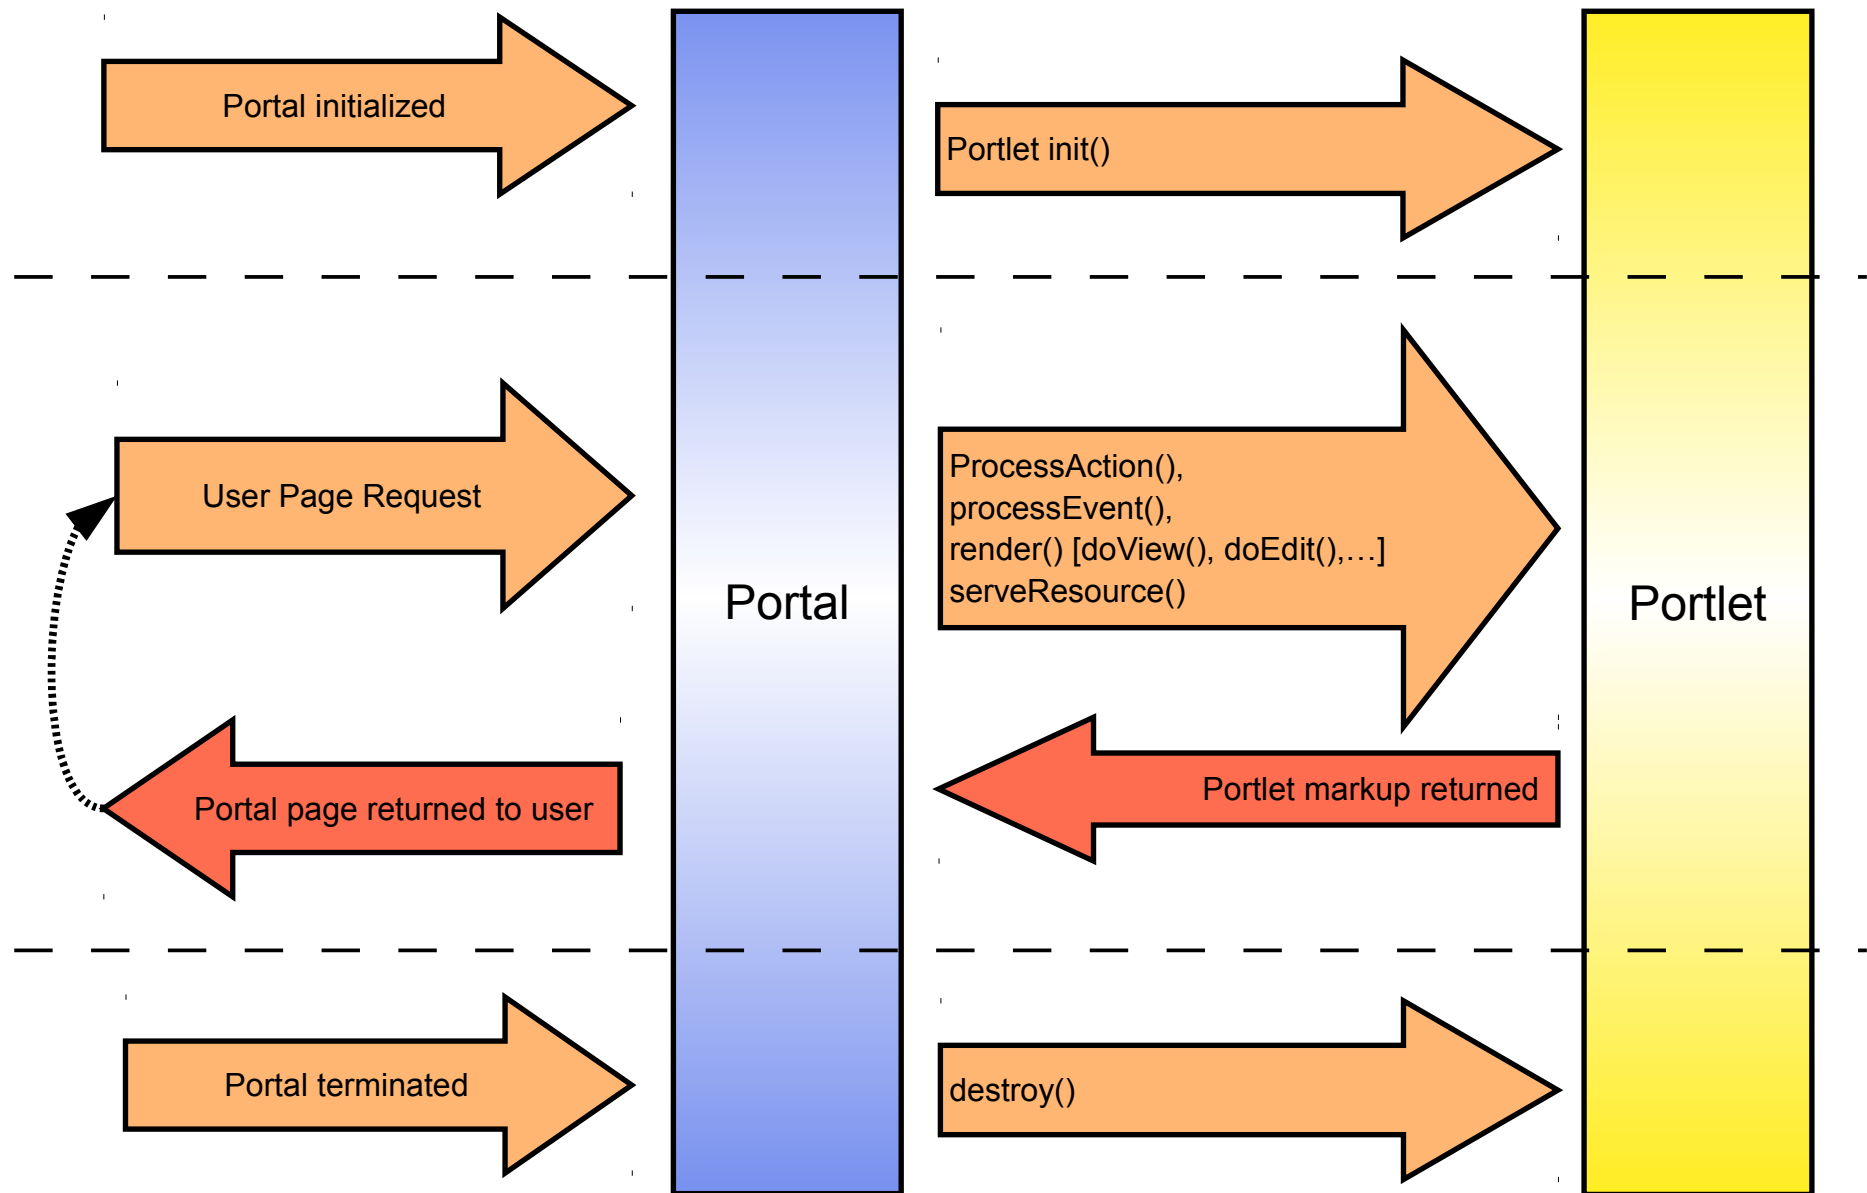 Portal initialized
Portlet init()
User Page Request
ProcessAction(),
processEvent(),
render() [doView(), doEdit(),...]
serveResource()
Portal
Portlet
Portlet markup returned
Portal page returned to user
Portal terminated
destroy()